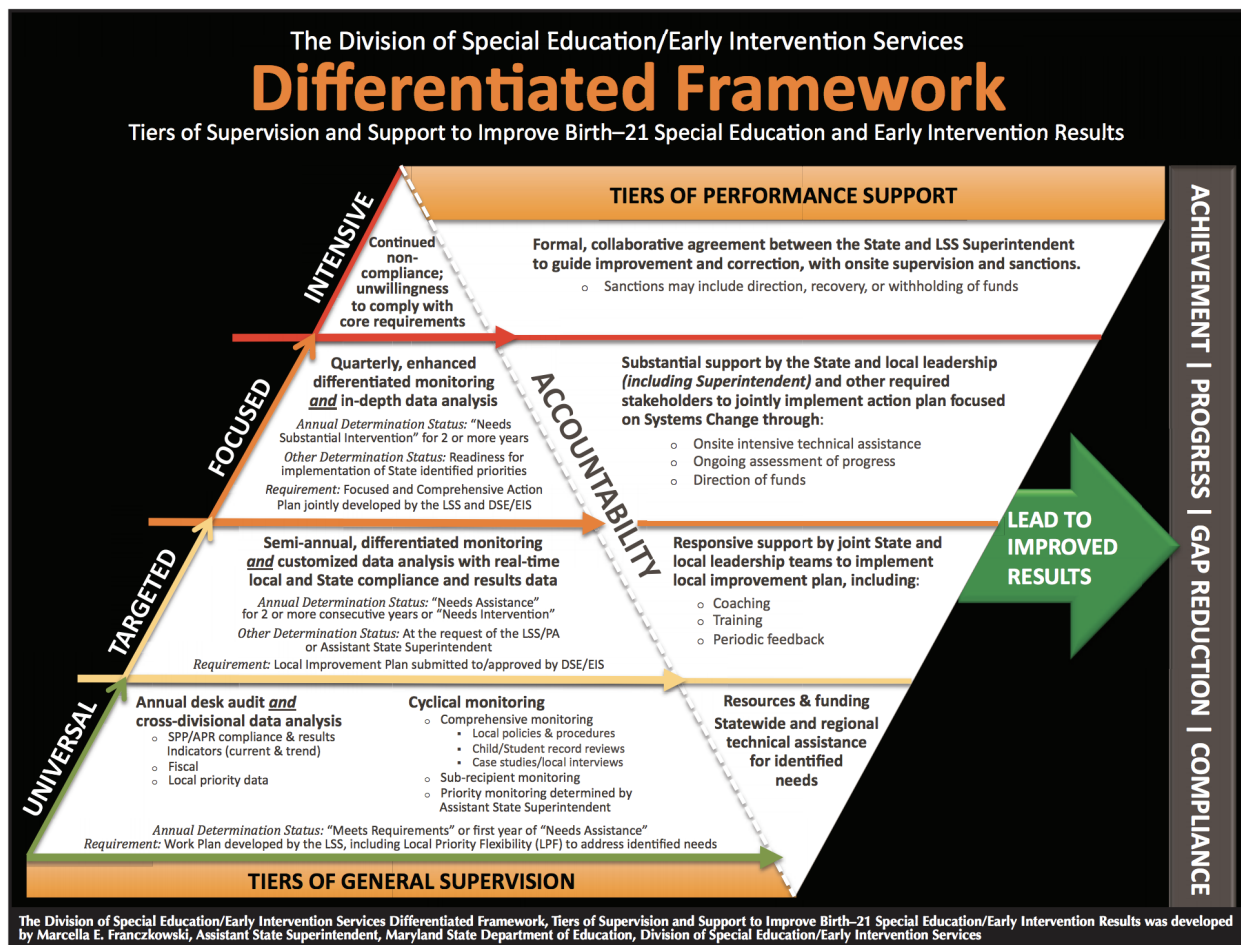 The Division of Special Education/Early Intervention Services
Differentiated Framework
Tiers of Supervision and Support to Improve Birth–21 Special Education and Early Intervention Results
TIERS OF PERFORMANCE SUPPORT
INTENSIVE
Continued
non-
compliance;
unwillingness
to comply with
core requirements
Formal, collaborative agreement between the State and LSS Superintendent
to guide improvement and correction, with onsite supervision and sanctions.
○ Sanctions may include direction, recovery, or withholding of funds
FOCUSED
Quarterly, enhanced
differentiated monitoring
and in-depth data analysis
Annual Determination Status: “Needs
Substantial Intervention” for 2 or more years
Other Determination Status: Readiness for
implementation of State identified priorities
Requirement: Focused and Comprehensive Action
Plan jointly developed by the LSS and DSE/EIS
ACCOUNTABILITY
Substantial support by the State and local leadership
(including Superintendent) and other required
stakeholders to jointly implement action plan focused
on Systems Change through:
○ Onsite intensive technical assistance
○ Ongoing assessment of progress
○ Direction of funds
TARGETED
Semi-annual, differentiated monitoring
and customized data analysis with real-time
local and State compliance and results data
Annual Determination Status: “Needs Assistance”
for 2 or more consecutive years or “Needs Intervention”
Other Determination Status: At the request of the LSS/PA
or Assistant State Superintendent
Requirement: Local Improvement Plan submitted to/approved by DSE/EIS
Responsive support by joint State and
local leadership teams to implement
local improvement plan, including:
○ Coaching
○ Training
○ Periodic feedback
UNIVERSAL
Annual desk audit and
cross-divisional data analysis
○ SPP/APR compliance & results
Indicators (current & trend)
○ Fiscal
○ Local priority data
Cyclical monitoring
○ Comprehensive monitoring
▪ Local policies & procedures
▪ Child/Student record reviews
▪ Case studies/local interviews
○ Sub-recipient monitoring
○ Priority monitoring determined by
Assistant State Superintendent
Annual Determination Status: “Meets Requirements” or first year of “Needs Assistance”
Requirement: Work Plan developed by the LSS, including Local Priority Flexibility (LPF) to address identified needs
Resources & funding
Statewide and regional
technical assistance
for identified
needs
TIERS OF GENERAL SUPERVISION
LEAD TO
IMPROVED
RESULTS
ACHIEVEMENT | PROGRESS | GAP REDUCTION | COMPLIANCE
The Division of Special Education/Early Intervention Services Differentiated Framework, Tiers of Supervision and Support to Improve Birth–21 Special Education/Early Intervention Results was developed
by Marcella E. Franczkowski, Assistant State Superintendent, Maryland State Department of Education, Division of Special Education/Early Intervention Services